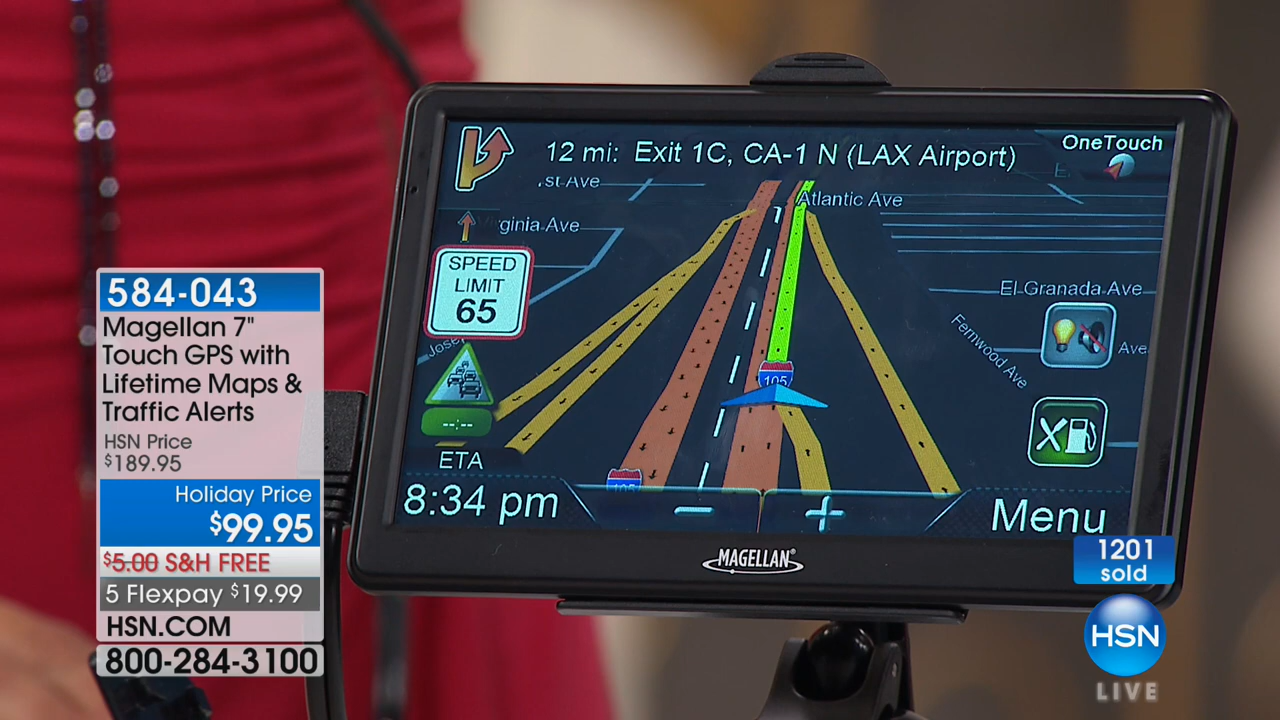 584-043
Magellan 7"
Touch GPS with
Lifetime Maps &
Traffic Alerts
HSN Price
$189.95
Holiday Price
$99.95
$5.00 S&H FREE
5 Flexpay $19.99
HSN.COM
800-284-3100
12 mi: Exit 1C, CA-1 N (LAX Airport)
OneTouch
st Ave
Atlantic Ave
ginia Ave
SPEED
LIMIT
65
El Granada Ave
Fernwood Ave
Ave
105
--:--
ETA
8:34 pm
105
− +
Menu
MAGELLAN®
1201
sold
HSN
LIVE